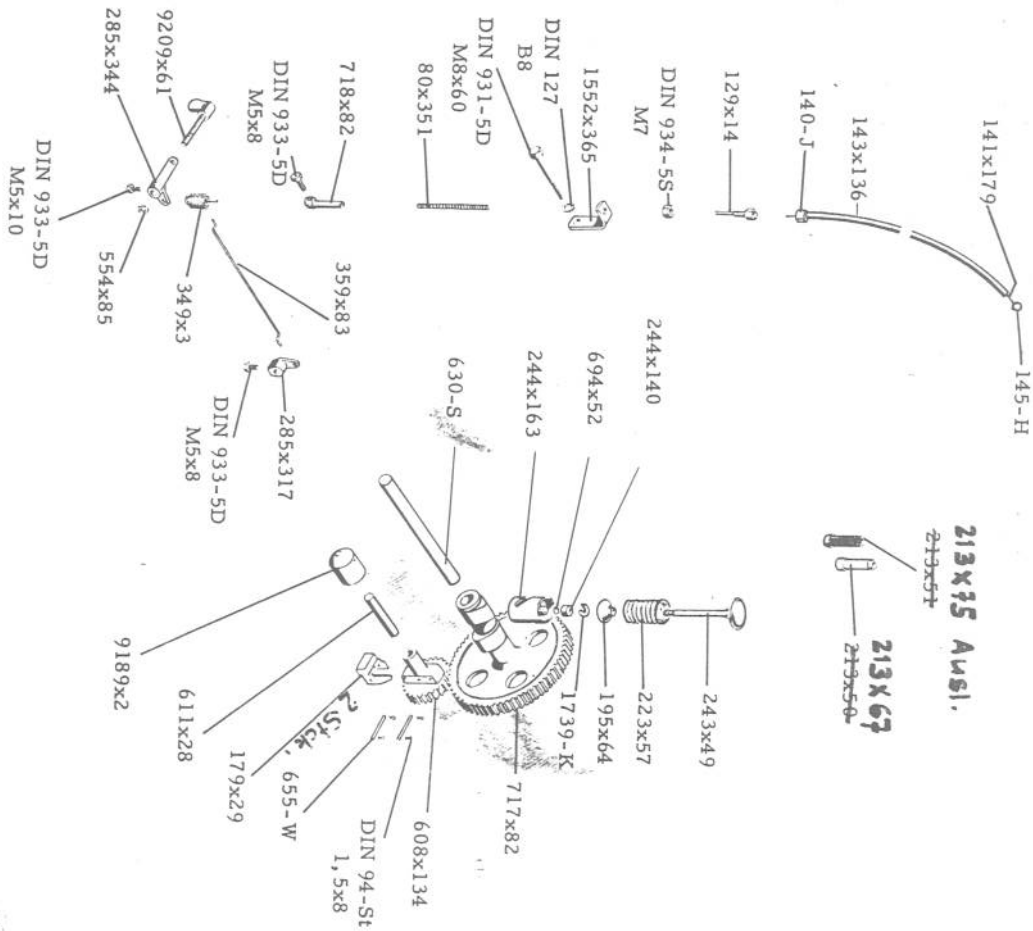 141x179
145-H
143x136
140-J
129x14
DIN 934-5S
M7
1552x365
DIN 127
B8
DIN 931-5D
M8x60
80x351
718x82
DIN 933-5D
M5x8
9209x61
285x344
DIN 933-5D
M5x10
554x85
349x3
359x83
285x317
DIN 933-5D
M5x8
213x75 Ausl.
213x51
213x67
213x50
244x140
694x52
244x163
630-S
243x49
223x57
195x64
1739-K
717x82
608x134
DIN 94-St
1,5x8
655-W
2 Stck.
179x29
611x28
9189x2